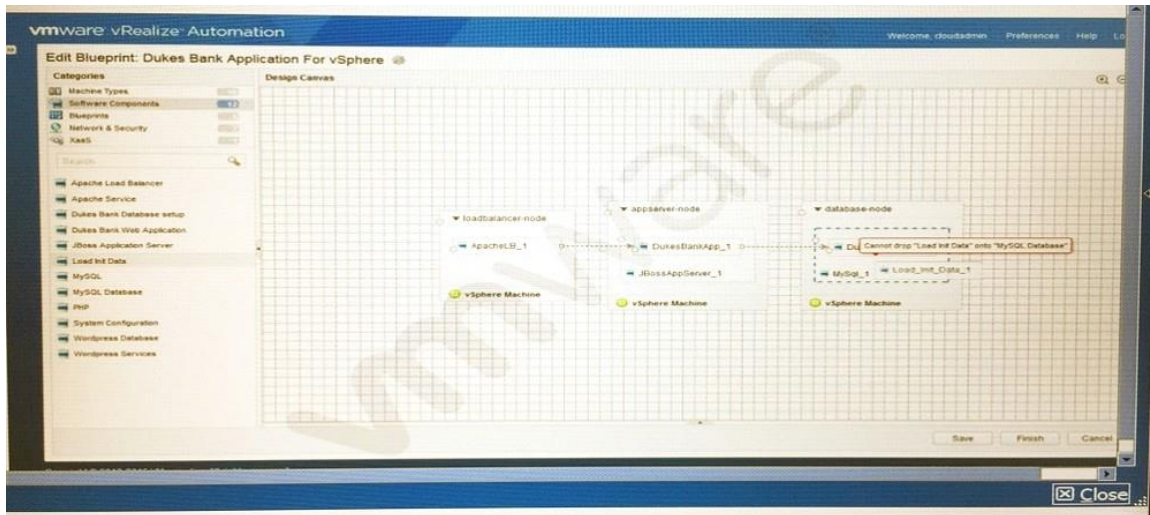 vmware vRealize Automation
Welcome, cloudadmin Preferences Help Lo
Edit Blueprint: Dukes Bank Application For vSphere
Categories
Machine Types
Software Components
Blueprints
Network & Security
XaaS
Search
Apache Load Balancer
Apache Service
Dukes Bank Database setup
Dukes Bank Web Application
JBoss Application Server
Load Init Data
MySQL
MySQL Database
PHP
System Configuration
Wordpress Database
Wordpress Services
Design Canvas
vmware
loadbalancer-node
ApacheLB_1
vSphere Machine
appserver-node
DukesBankApp_1
JBossAppServer_1
vSphere Machine
database-node
Du
Cannot drop "Load Init Data" onto "MySQL Database"
MySql_1
Load_Init_Data_1
vSphere Machine
Save Finish Cancel
Close